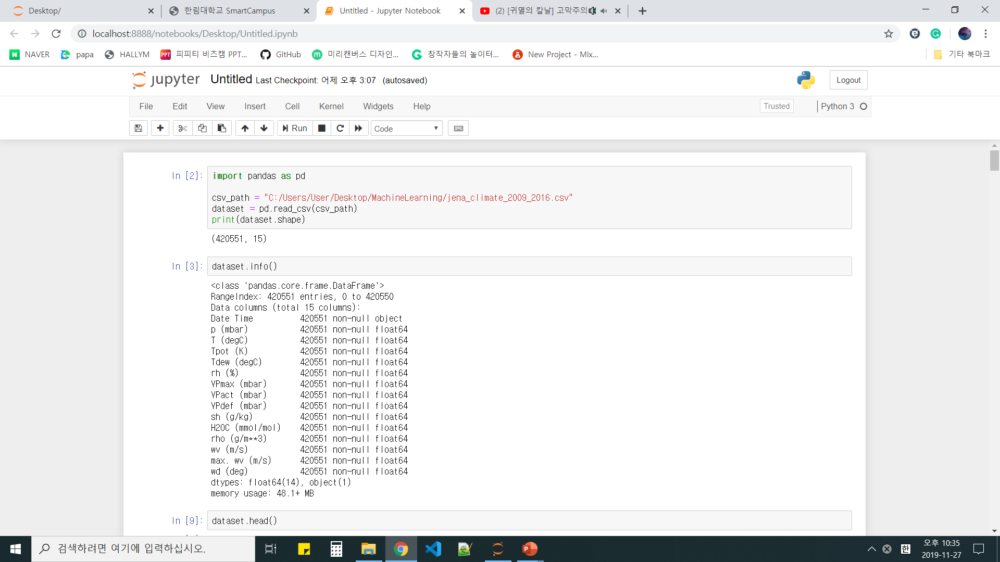 Desktop/
한림대학교 SmartCampus
Untitled - Jupyter Notebook
(2) [귀멸의 칼날] 고막주의
localhost:8888/notebooks/Desktop/Untitled.ipynb
NAVER
papa
HALLYM
PPT 피피티 비즈캠 PPT...
GitHub
미리캔버스 디자인...
창작자들의 놀이터...
New Project - Mix...
기타 북마크
jupyter Untitled Last Checkpoint: 어제 오후 3:07 (autosaved)
Logout
File Edit View Insert Cell Kernel Widgets Help
Trusted
Python 3
Run
Code
In [2]: import pandas as pd
csv_path = "C:/Users/User/Desktop/MachineLearning/jena_climate_2009_2016.csv"
dataset = pd.read_csv(csv_path)
print(dataset.shape)
(420551, 15)
In [3]: dataset.info()
<class 'pandas.core.frame.DataFrame'>
RangeIndex: 420551 entries, 0 to 420550
Data columns (total 15 columns):
Date Time 420551 non-null object
p (mbar) 420551 non-null float64
T (degC) 420551 non-null float64
Tpot (K) 420551 non-null float64
Tdew (degC) 420551 non-null float64
rh (%) 420551 non-null float64
VPmax (mbar) 420551 non-null float64
VPact (mbar) 420551 non-null float64
VPdef (mbar) 420551 non-null float64
sh (g/kg) 420551 non-null float64
H2OC (mmol/mol) 420551 non-null float64
rho (g/m**3) 420551 non-null float64
wv (m/s) 420551 non-null float64
max. wv (m/s) 420551 non-null float64
wd (deg) 420551 non-null float64
dtypes: float64(14), object(1)
memory usage: 48.1+ MB
In [9]: dataset.head()
검색하려면 여기에 입력하십시오.
한
오후 10:35
2019-11-27